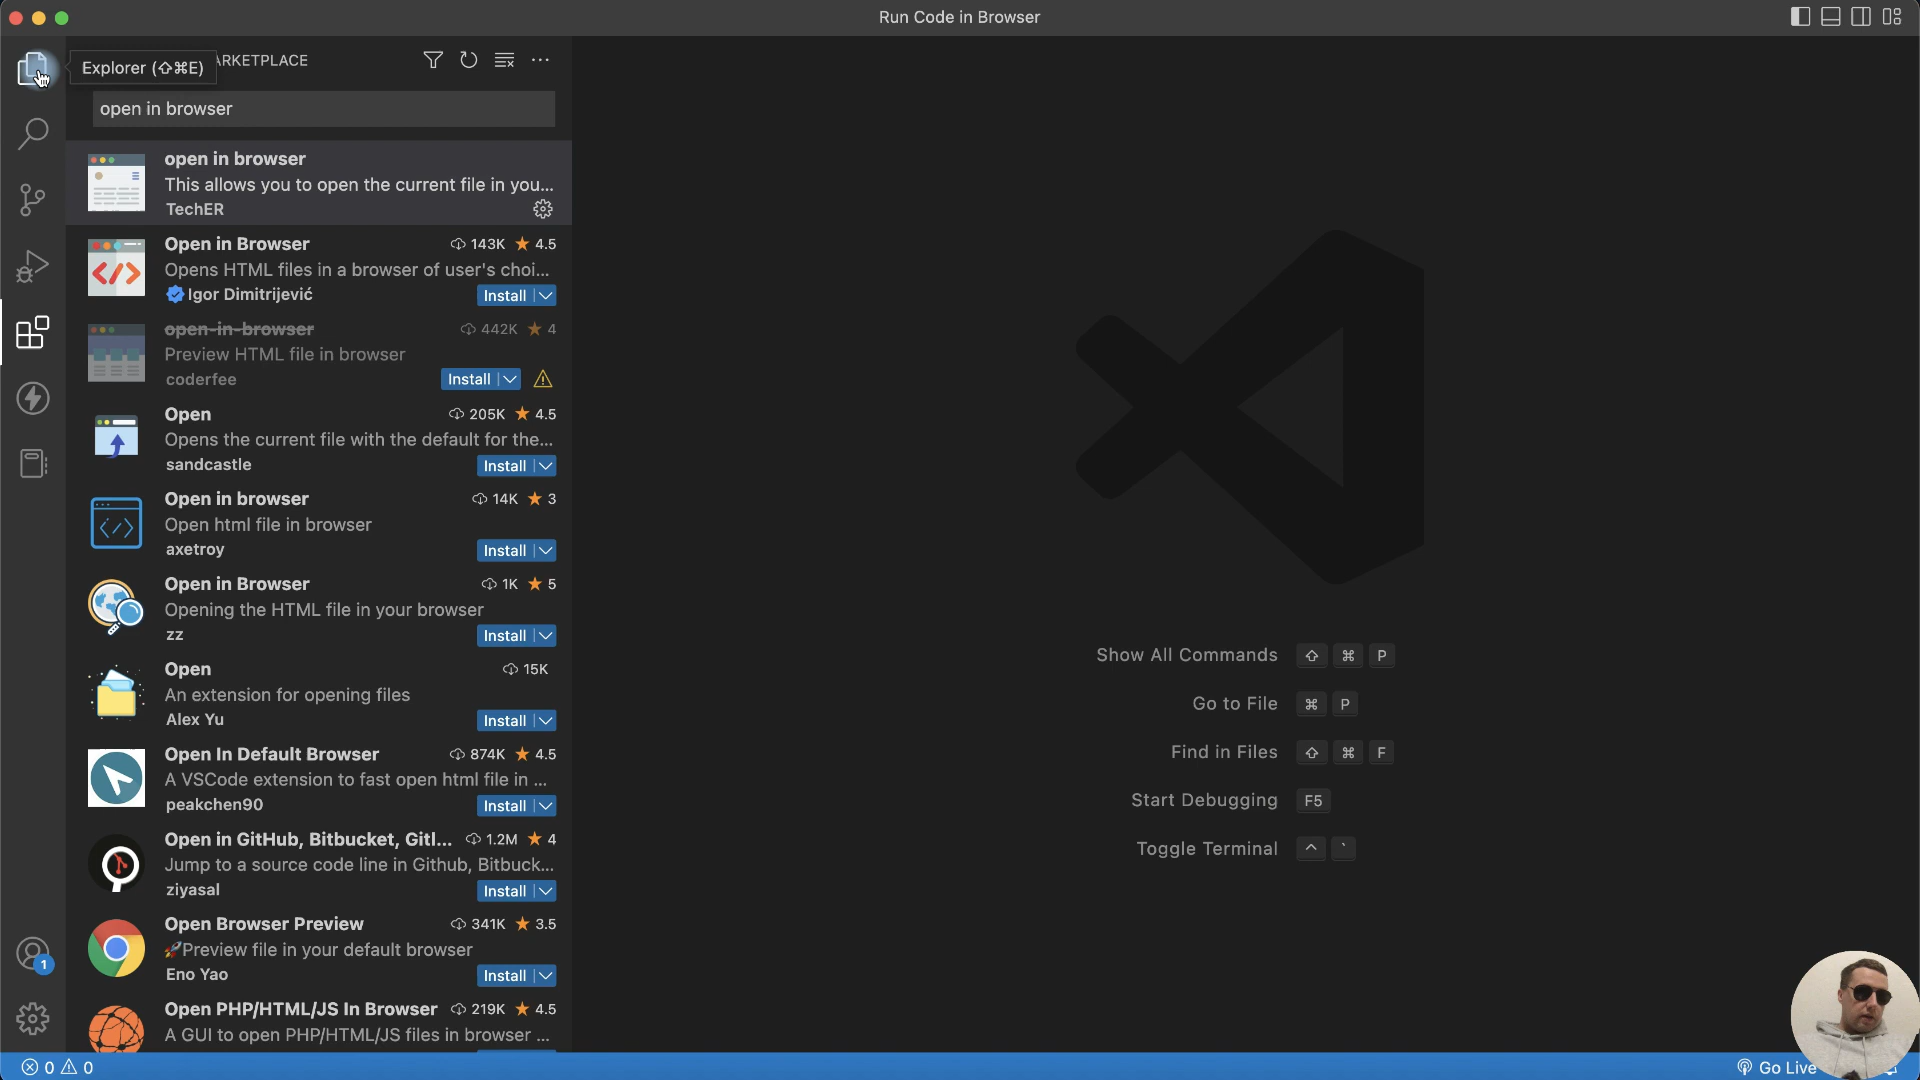 Run Code in Browser
Explorer (⇧⌘E)
ARKETPLACE
open in browser
open in browser
This allows you to open the current file in you...
TechER
Open in Browser 143K ★ 4.5
Opens HTML files in a browser of user's choi...
Igor Dimitrijević Install
open-in-browser 442K ★ 4
Preview HTML file in browser
coderfee Install
Open 205K ★ 4.5
Opens the current file with the default for the...
sandcastle Install
Open in browser 14K ★ 3
Open html file in browser
axetroy Install
Open in Browser 1K ★ 5
Opening the HTML file in your browser
zz Install
Open 15K
An extension for opening files
Alex Yu Install
Open In Default Browser 874K ★ 4.5
A VSCode extension to fast open html file in ...
peakchen90 Install
Open in GitHub, Bitbucket, Gitl... 1.2M ★ 4
Jump to a source code line in Github, Bitbuck...
ziyasal Install
Open Browser Preview 341K ★ 3.5
🚀Preview file in your default browser
Eno Yao Install
Open PHP/HTML/JS In Browser 219K ★ 4.5
A GUI to open PHP/HTML/JS files in browser ...
Show All Commands ⇧ ⌘ P
Go to File ⌘ P
Find in Files ⇧ ⌘ F
Start Debugging F5
Toggle Terminal ^ `
1
0 0
Go Live